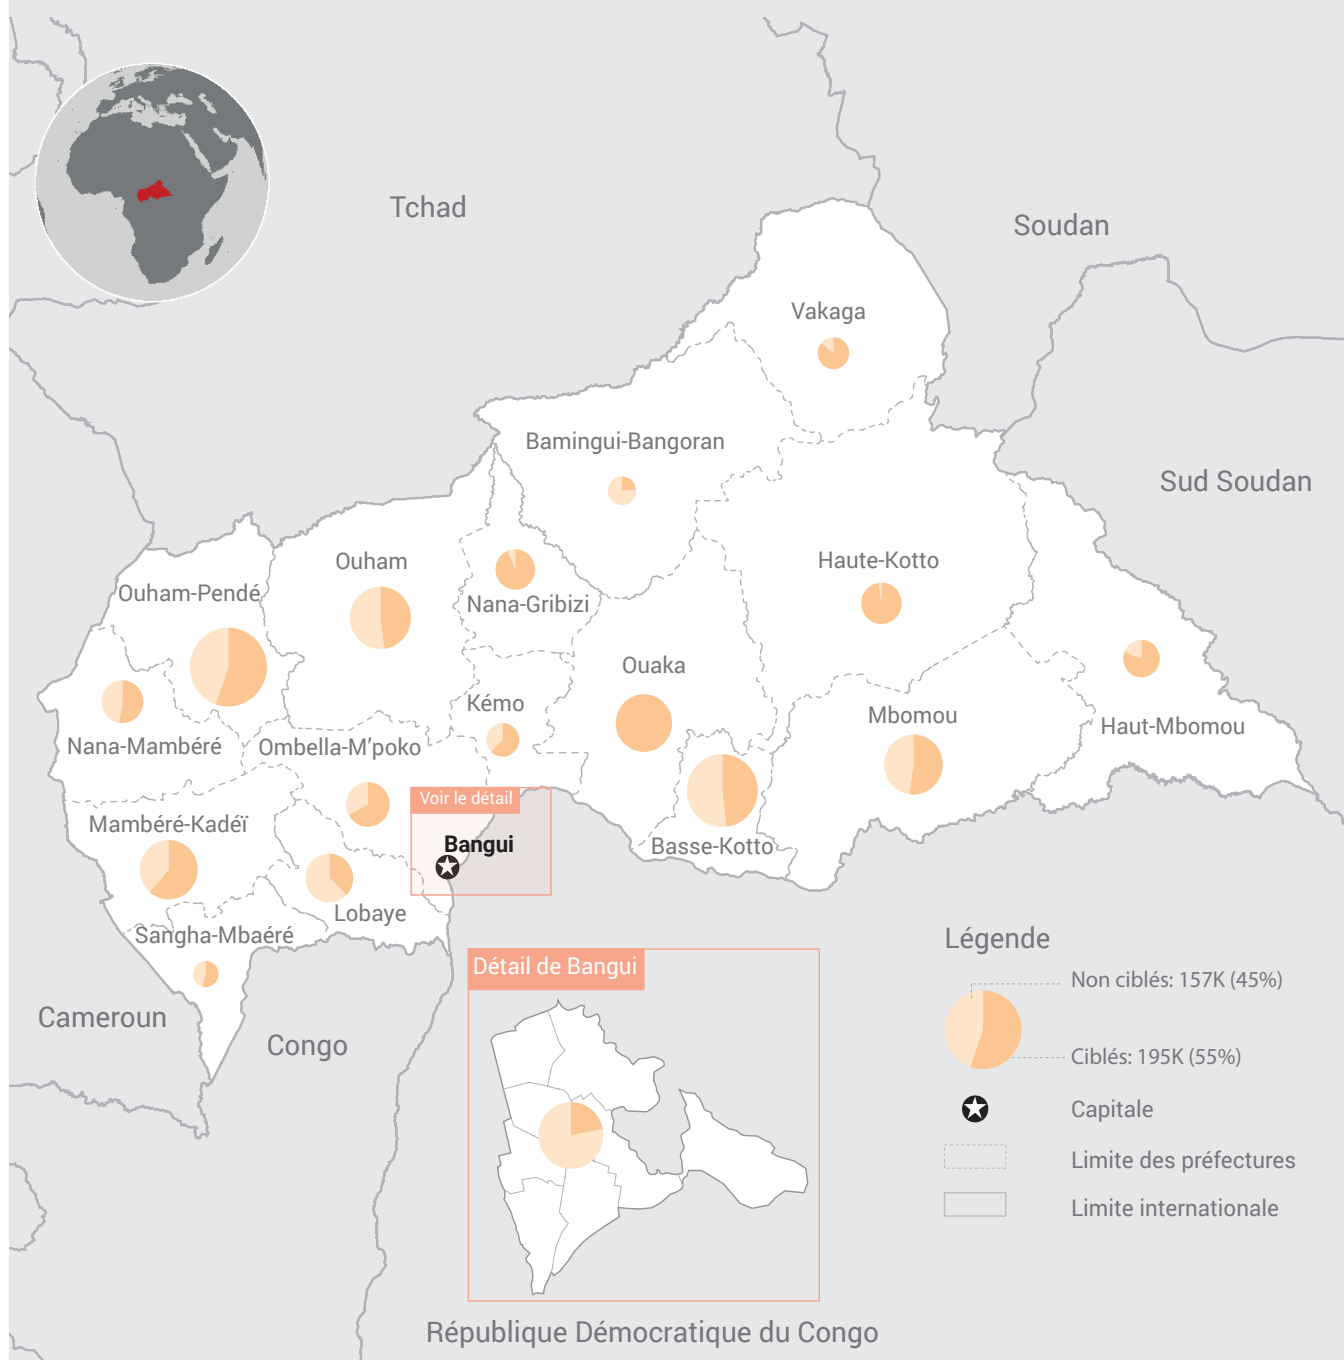 Tchad
Soudan
Vakaga
Bamingui-Bangoran
Sud Soudan
Ouham
Haute-Kotto
Ouham-Pendé
Nana-Gribizi
Ouaka
Kémo
Mbomou
Haut-Mbomou
Nana-Mambéré
Ombella-M'poko
Voir le détail
Mambéré-Kadéï
Bangui
Basse-Kotto
Lobaye
Sangha-Mbaéré
Légende
Détail de Bangui
Non ciblés: 157K (45%)
Cameroun
Congo
Ciblés: 195K (55%)
Capitale
Limite des préfectures
Limite internationale
République Démocratique du Congo